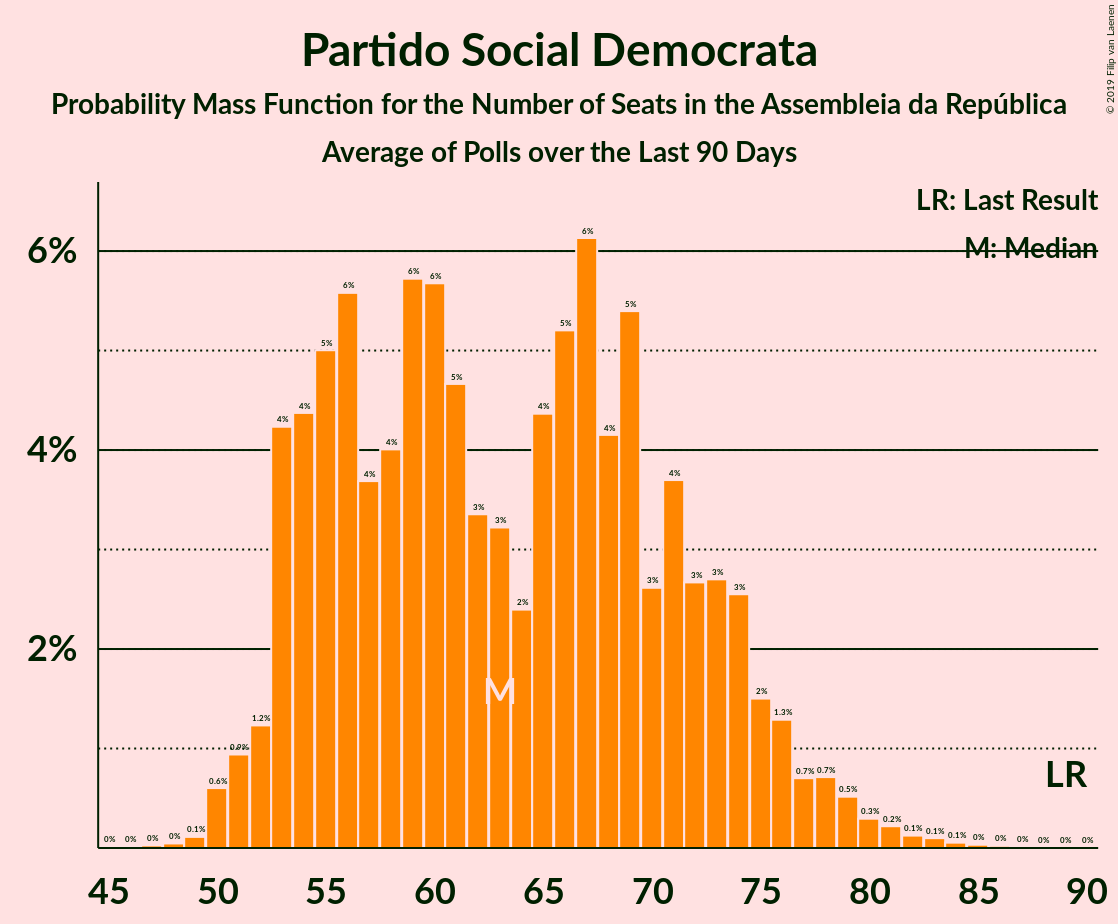 Partido Social Democrata
Probability Mass Function for the Number of Seats in the Assembleia da República
Average of Polls over the Last 90 Days
© 2019 Filip van Laenen
LR: Last Result
M: Median
6%
4%
2%
0% 0% 0% 0% 0.1% 0.6% 0.9% 1.2% 4% 4% 5% 6% 4% 4% 6% 6% 5% 3% 3% 2% 4% 5% 6% 4% 5% 3% 4% 3% 3% 3% 2% 1.3% 0.7% 0.7% 0.5% 0.3% 0.2% 0.1% 0.1% 0.1% 0% 0% 0% 0% 0% 0%
M
LR
45 50 55 60 65 70 75 80 85 90